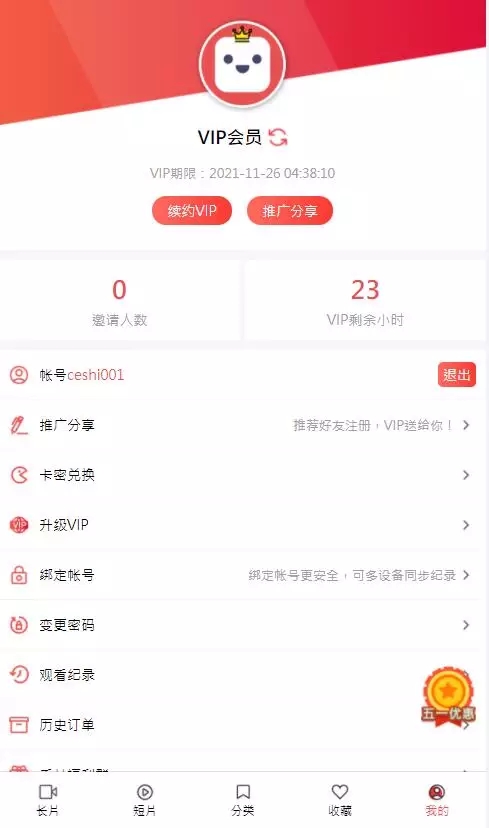 VIP会员
VIP期限：2021-11-26 04:38:10
续约VIP 推广分享
0 23
邀请人数 VIP剩余小时
帐号ceshi001 退出
推广分享 推荐好友注册，VIP送给你！
卡密兑换
VIP 升级VIP
绑定帐号 绑定帐号更安全，可多设备同步纪录
变更密码
观看纪录
五一优惠
历史订单
长片 短片 分类 收藏 我的